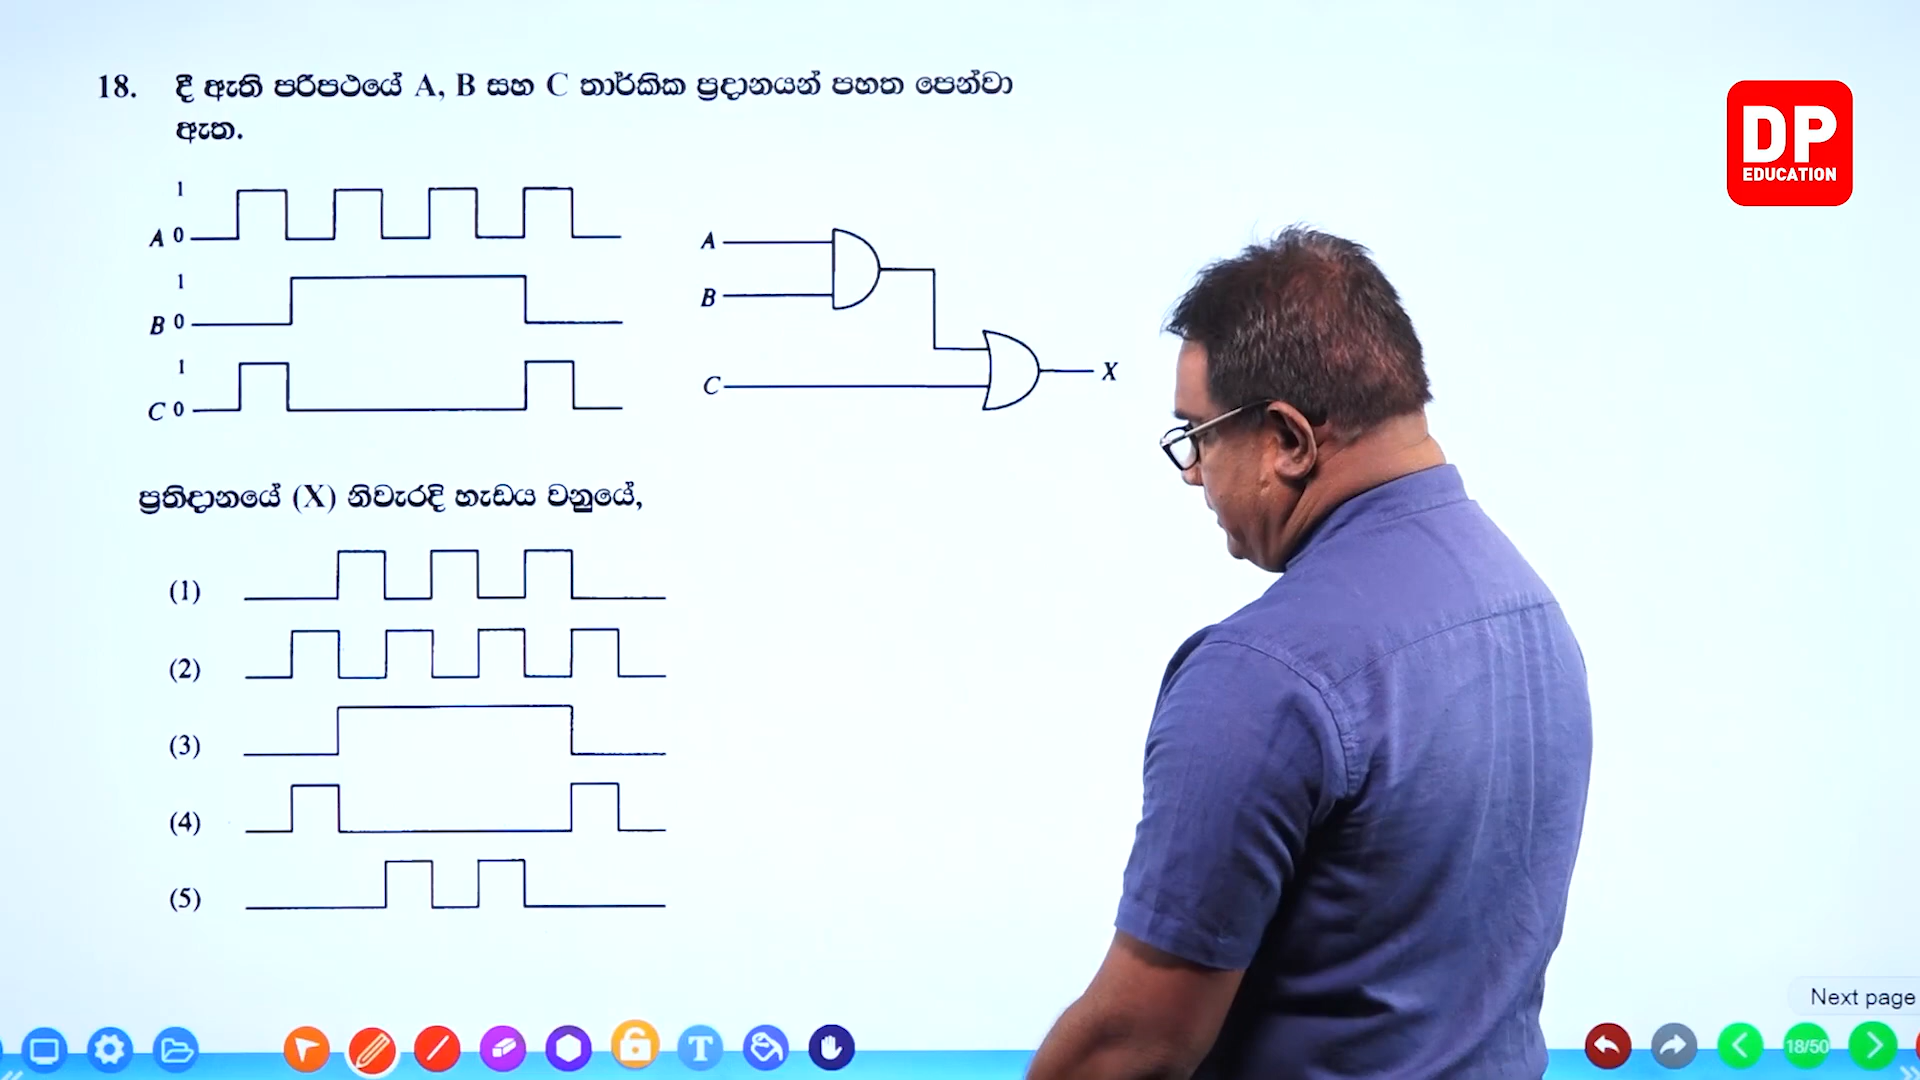 18. දී ඇති පරිපථයේ A, B සහ C තාර්කික ප්‍රදානයන් පහත පෙන්වා
ඇත.
DP
EDUCATION
1
A 0
1
B 0
1
C 0
A
B
C
X
ප්‍රතිදානයේ (X) නිවැරදි හැඩය වනුයේ,
(1)
(2)
(3)
(4)
(5)
Next page
T
18/50